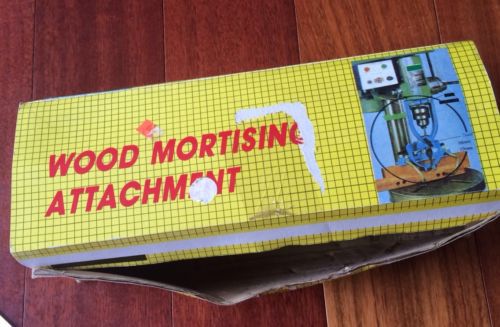 WOOD MORTISING
ATTACHMENT